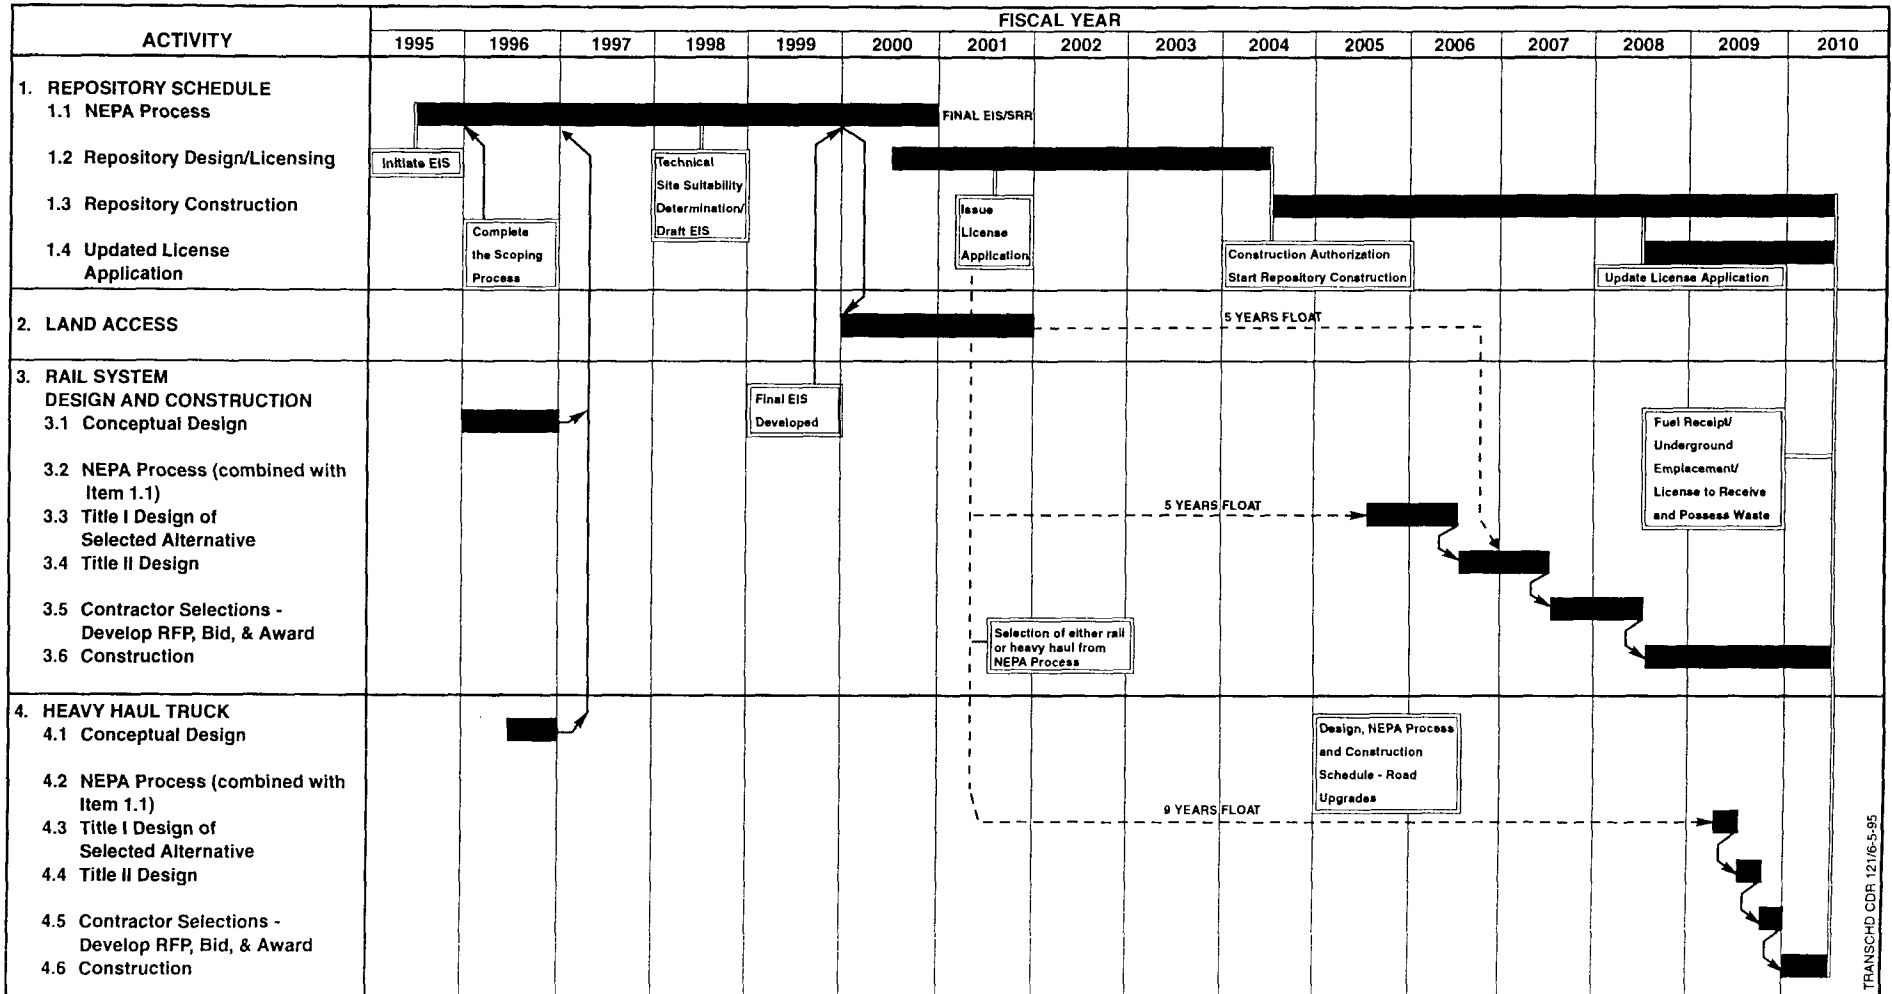 ACTIVITY
FISCAL YEAR
1995 1996 1997 1998 1999 2000 2001 2002 2003 2004 2005 2006 2007 2008 2009 2010
1. REPOSITORY SCHEDULE
1.1 NEPA Process
1.2 Repository Design/Licensing
1.3 Repository Construction
1.4 Updated License
Application
FINAL EIS/SRR
Initiate EIS
Complete
the Scoping
Process
Technical
Site Suitability
Determination/
Draft EIS
Issue
License
Application
Construction Authorization
Start Repository Construction
Update License Application
2. LAND ACCESS
5 YEARS FLOAT
3. RAIL SYSTEM
DESIGN AND CONSTRUCTION
3.1 Conceptual Design
3.2 NEPA Process (combined with
Item 1.1)
3.3 Title I Design of
Selected Alternative
3.4 Title II Design
3.5 Contractor Selections -
Develop RFP, Bid, & Award
3.6 Construction
Final EIS
Developed
Fuel Receipt/
Underground
Emplacement/
License to Receive
and Possess Waste
5 YEARS FLOAT
Selection of either rail
or heavy haul from
NEPA Process
4. HEAVY HAUL TRUCK
4.1 Conceptual Design
4.2 NEPA Process (combined with
Item 1.1)
4.3 Title I Design of
Selected Alternative
4.4 Title II Design
4.5 Contractor Selections -
Develop RFP, Bid, & Award
4.6 Construction
Design, NEPA Process
and Construction
Schedule - Road
Upgrades
9 YEARS FLOAT
TRANSCHD CDR 121/6-5-95